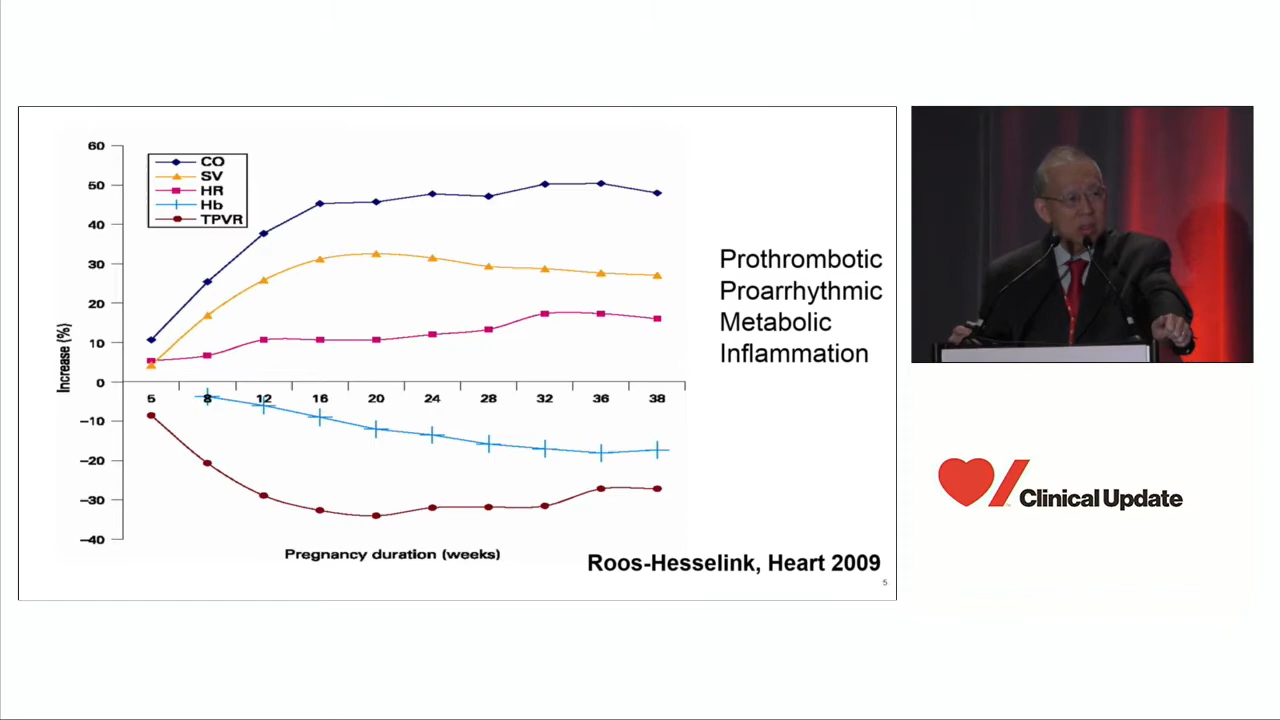 60
50
40
30
20
10
0
−10
−20
−30
−40
Increase (%)
CO
SV
HR
Hb
TPVR
5 8 12 16 20 24 28 32 36 38
Pregnancy duration (weeks)
Prothrombotic
Proarrhythmic
Metabolic
Inflammation
Roos-Hesselink, Heart 2009
5
Clinical Update